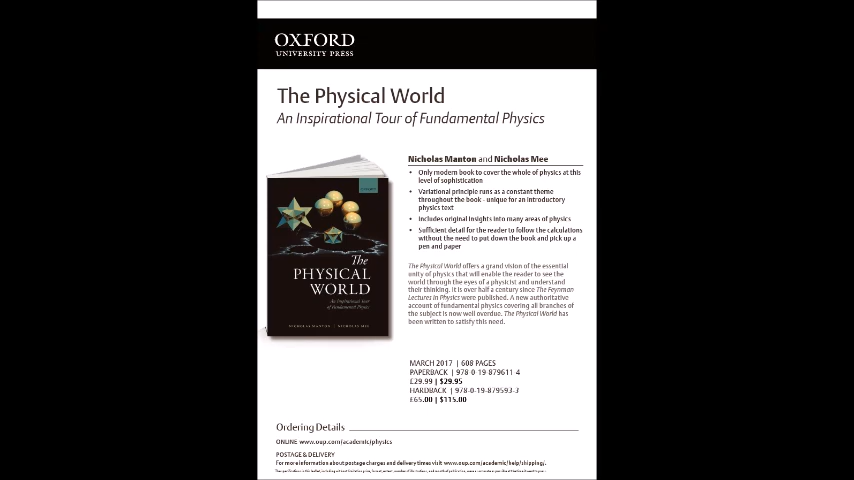 OXFORD
UNIVERSITY PRESS
The Physical World
An Inspirational Tour of Fundamental Physics
Nicholas Manton and Nicholas Mee
• Only modern book to cover the whole of physics at this
level of sophistication
• Variational principle runs as a constant theme
throughout the book - unique for an introductory
physics text
• Includes original insights into many areas of physics
• Sufficient detail for the reader to follow the calculations
without the need to put down the book and pick up a
pen and paper
The Physical World offers a grand vision of the essential
unity of physics that will enable the reader to see the
world through the eyes of a physicist and understand
their thinking. It is over half a century since The Feynman
Lectures in Physics were published. A new authoritative
account of fundamental physics covering all branches of
the subject is now well overdue. The Physical World has
been written to satisfy this need.
The
PHYSICAL
WORLD
An Inspirational Tour
of Fundamental Physics
NICHOLAS MANTON | NICHOLAS MEE
MARCH 2017 | 608 PAGES
PAPERBACK | 978-0-19-879611-4
£29.99 | $29.95
HARDBACK | 978-0-19-879593-3
£65.00 | $115.00
Ordering Details
ONLINE www.oup.com/academic/physics
POSTAGE & DELIVERY
For more information about postage charges and delivery times visit www.oup.com/academic/help/shipping/.